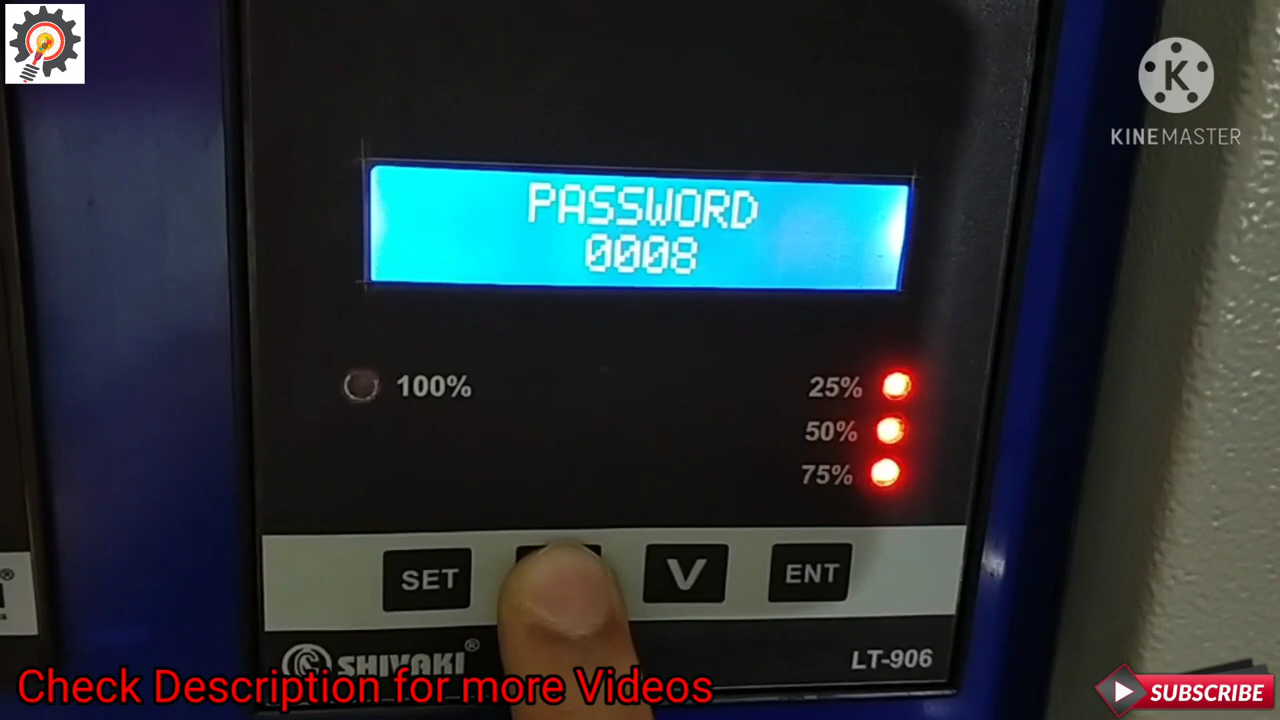 KINEMASTER
PASSWORD
0008
100%
25%
50%
75%
SET
V
ENT
SHIVAKI®
LT-906
Check Description for more Videos
SUBSCRIBE